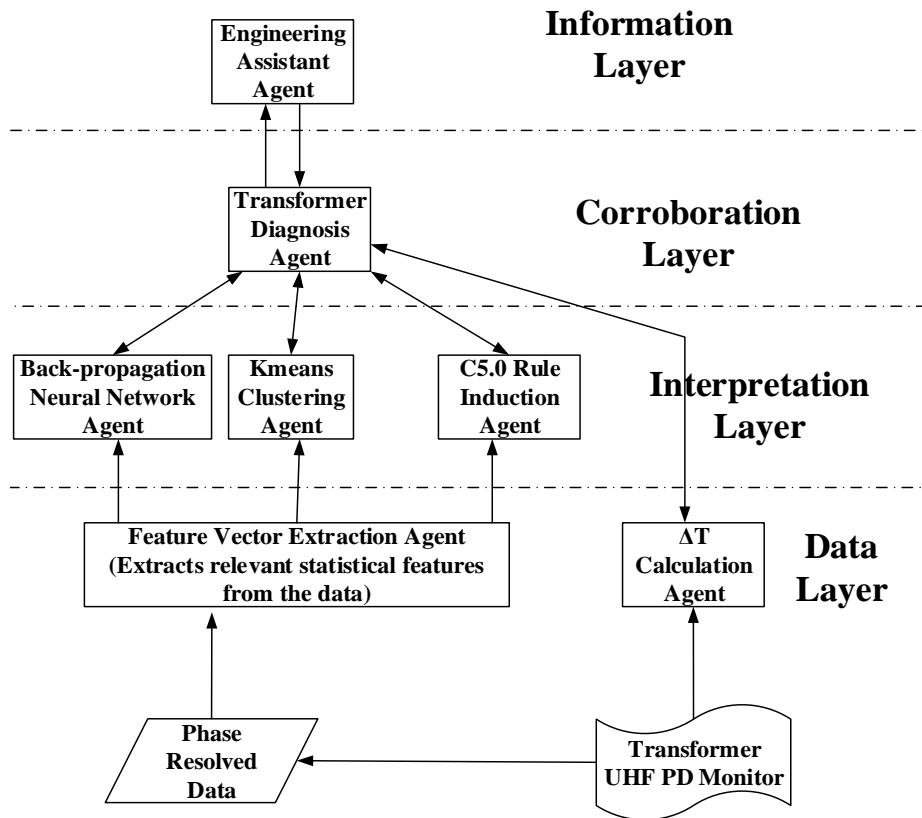 Information
Layer
Engineering
Assistant
Agent
Transformer
Diagnosis
Agent
Corroboration
Layer
Back-propagation
Neural Network
Agent
Kmeans
Clustering
Agent
C5.0 Rule
Induction
Agent
Interpretation
Layer
Feature Vector Extraction Agent
(Extracts relevant statistical features
from the data)
ΔT
Calculation
Agent
Data
Layer
Phase
Resolved
Data
Transformer
UHF PD Monitor